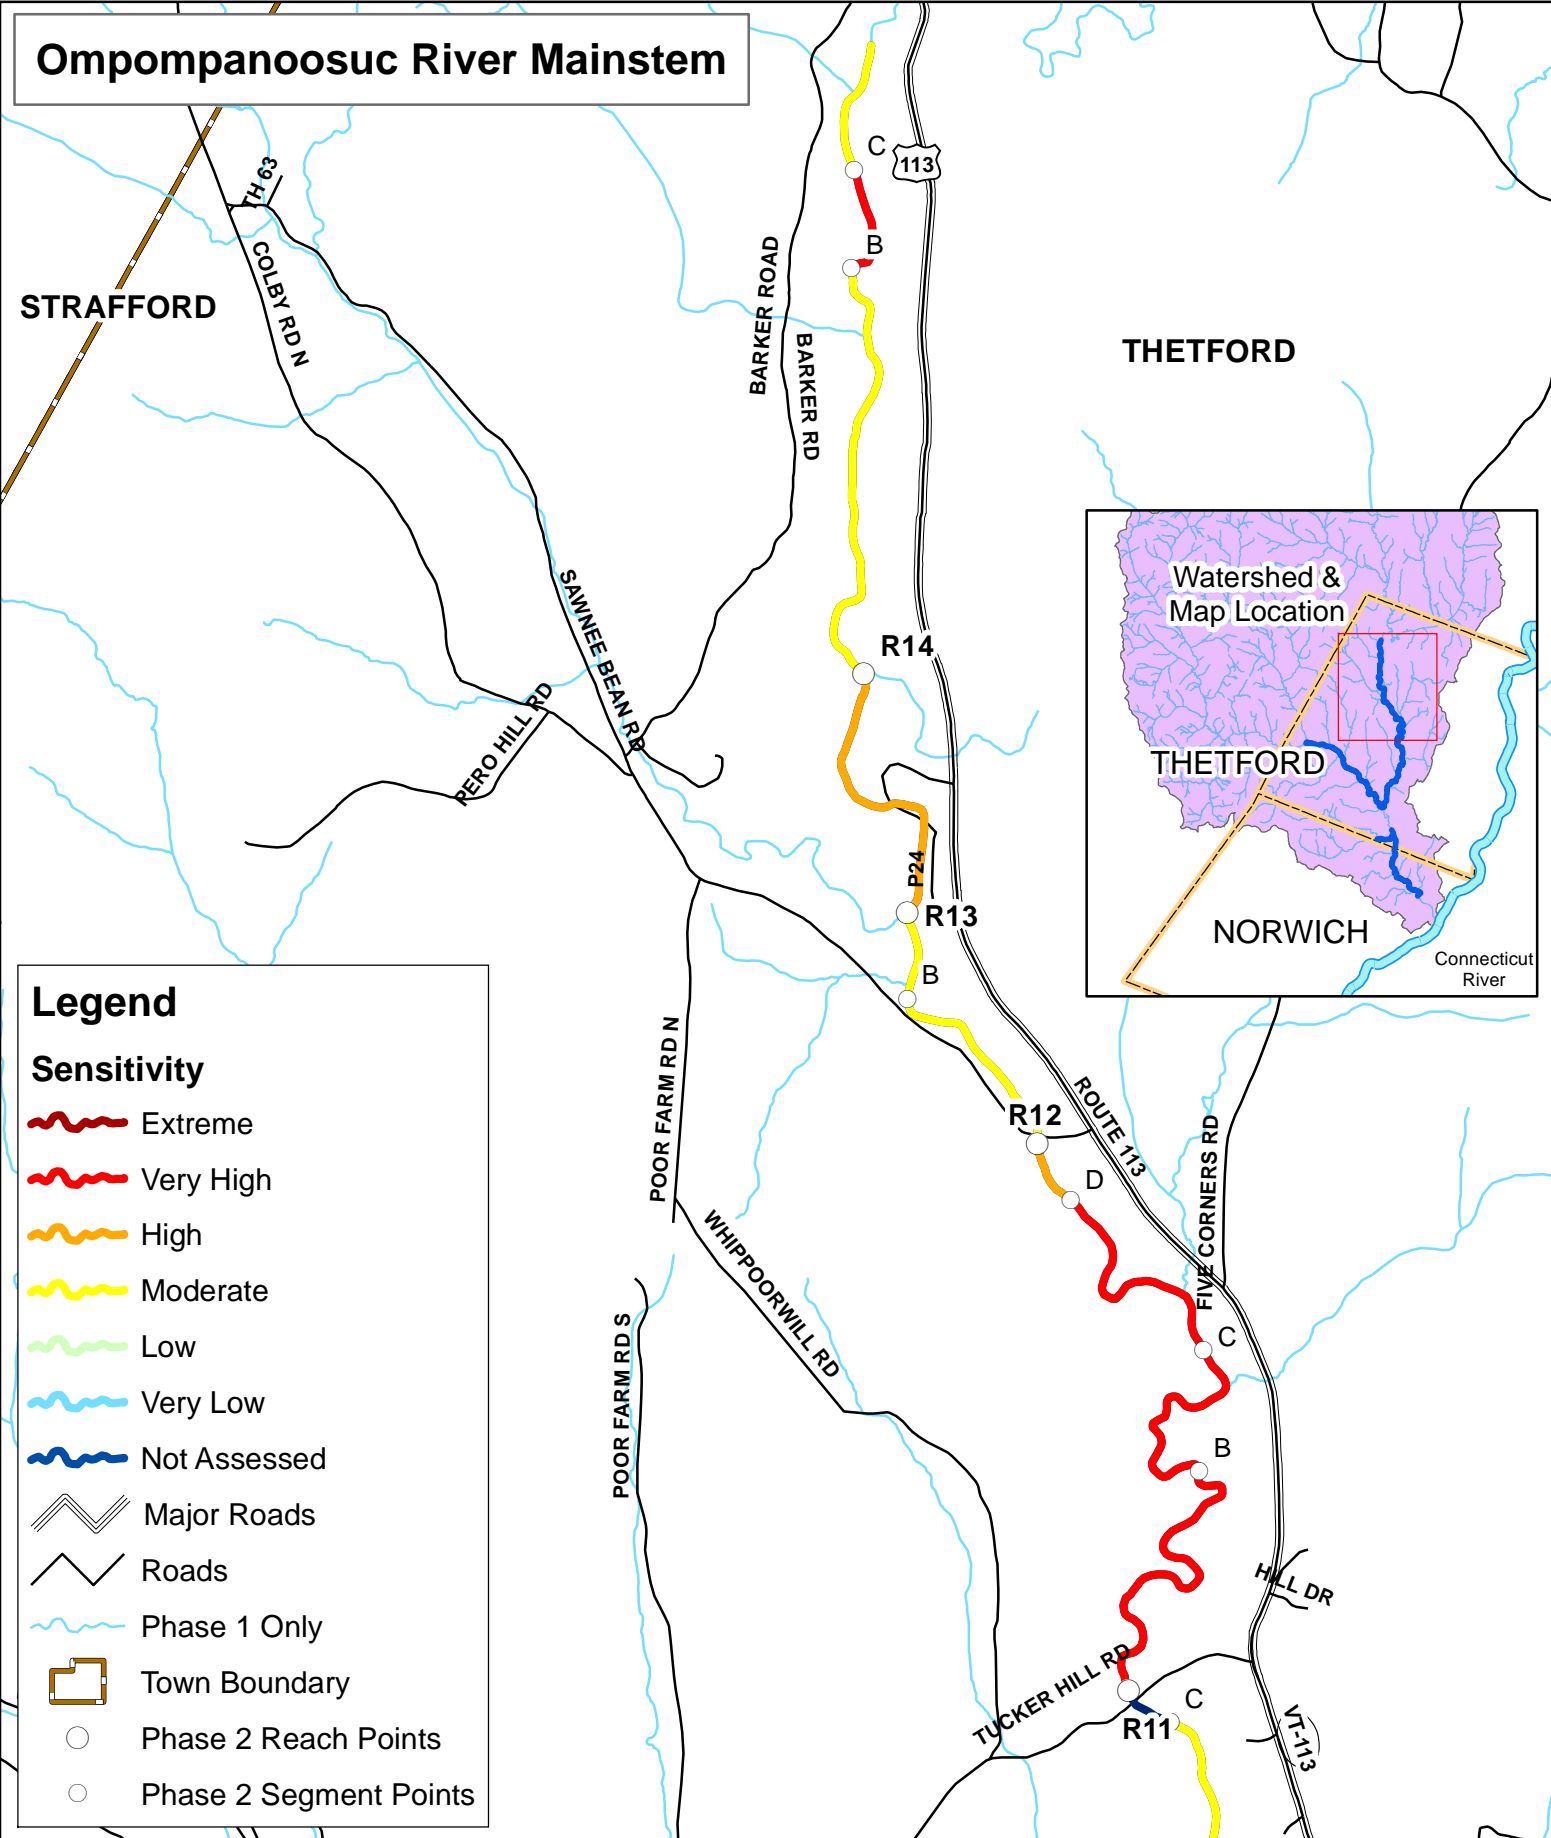 Ompompanoosuc River Mainstem
C
113
TH 63
B
COLBY RD N
BARKER ROAD
STRAFFORD
BARKER RD
THETFORD
Watershed &
Map Location
SAWNEE BEAN RD
R14
PERO HILL RD
THETFORD
P24
R13
NORWICH
Connecticut
River
B
Legend
Sensitivity
Extreme
Very High
High
Moderate
Low
Very Low
Not Assessed
Major Roads
Roads
Phase 1 Only
Town Boundary
Phase 2 Reach Points
Phase 2 Segment Points
POOR FARM RD N
R12
ROUTE 113
FIVE CORNERS RD
D
WHIPPOORWILL RD
POOR FARM RD S
C
B
HILL DR
TUCKER HILL RD
C
R11
VT-113